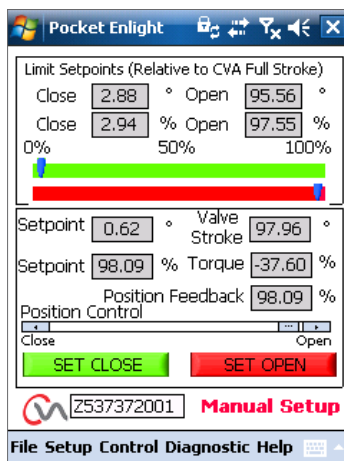 Pocket Enlight
Limit Setpoints (Relative to CVA Full Stroke)
Close 2.88 ° Open 95.56 °
Close 2.94 % Open 97.55 %
0% 50% 100%
Setpoint 0.62 ° Valve Stroke 97.96 °
Setpoint 98.09 % Torque -37.60 %
Position Feedback 98.09 %
Position Control
Close Open
SET CLOSE SET OPEN
Z537372001 Manual Setup
File Setup Control Diagnostic Help